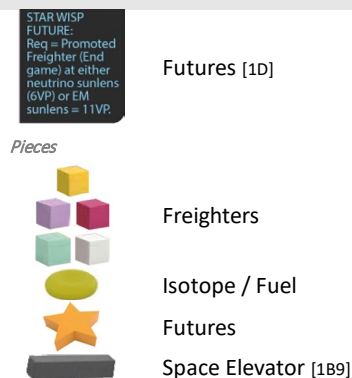 STAR WISP
FUTURE:
Req = Promoted
Freighter (End
game) at either
neutrino sunlens
(6VP) or EM
sunlens = 11VP.
Futures [1D]
Pieces
Freighters
Isotope / Fuel
Futures
Space Elevator [1B9]